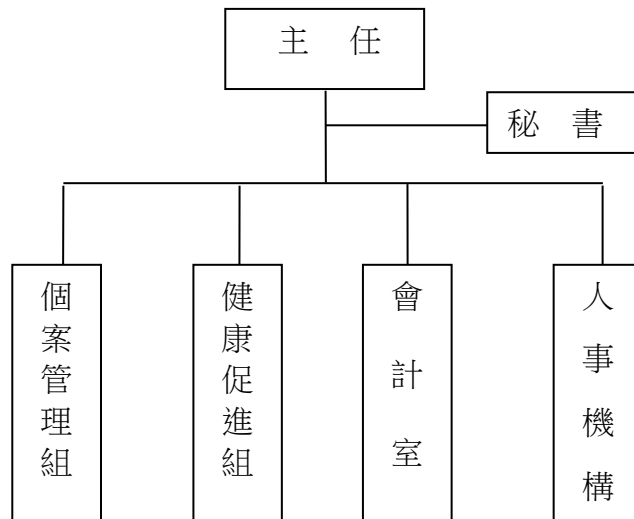 主 任
秘 書
個案管理組
健康促進組
會計室
人事機構